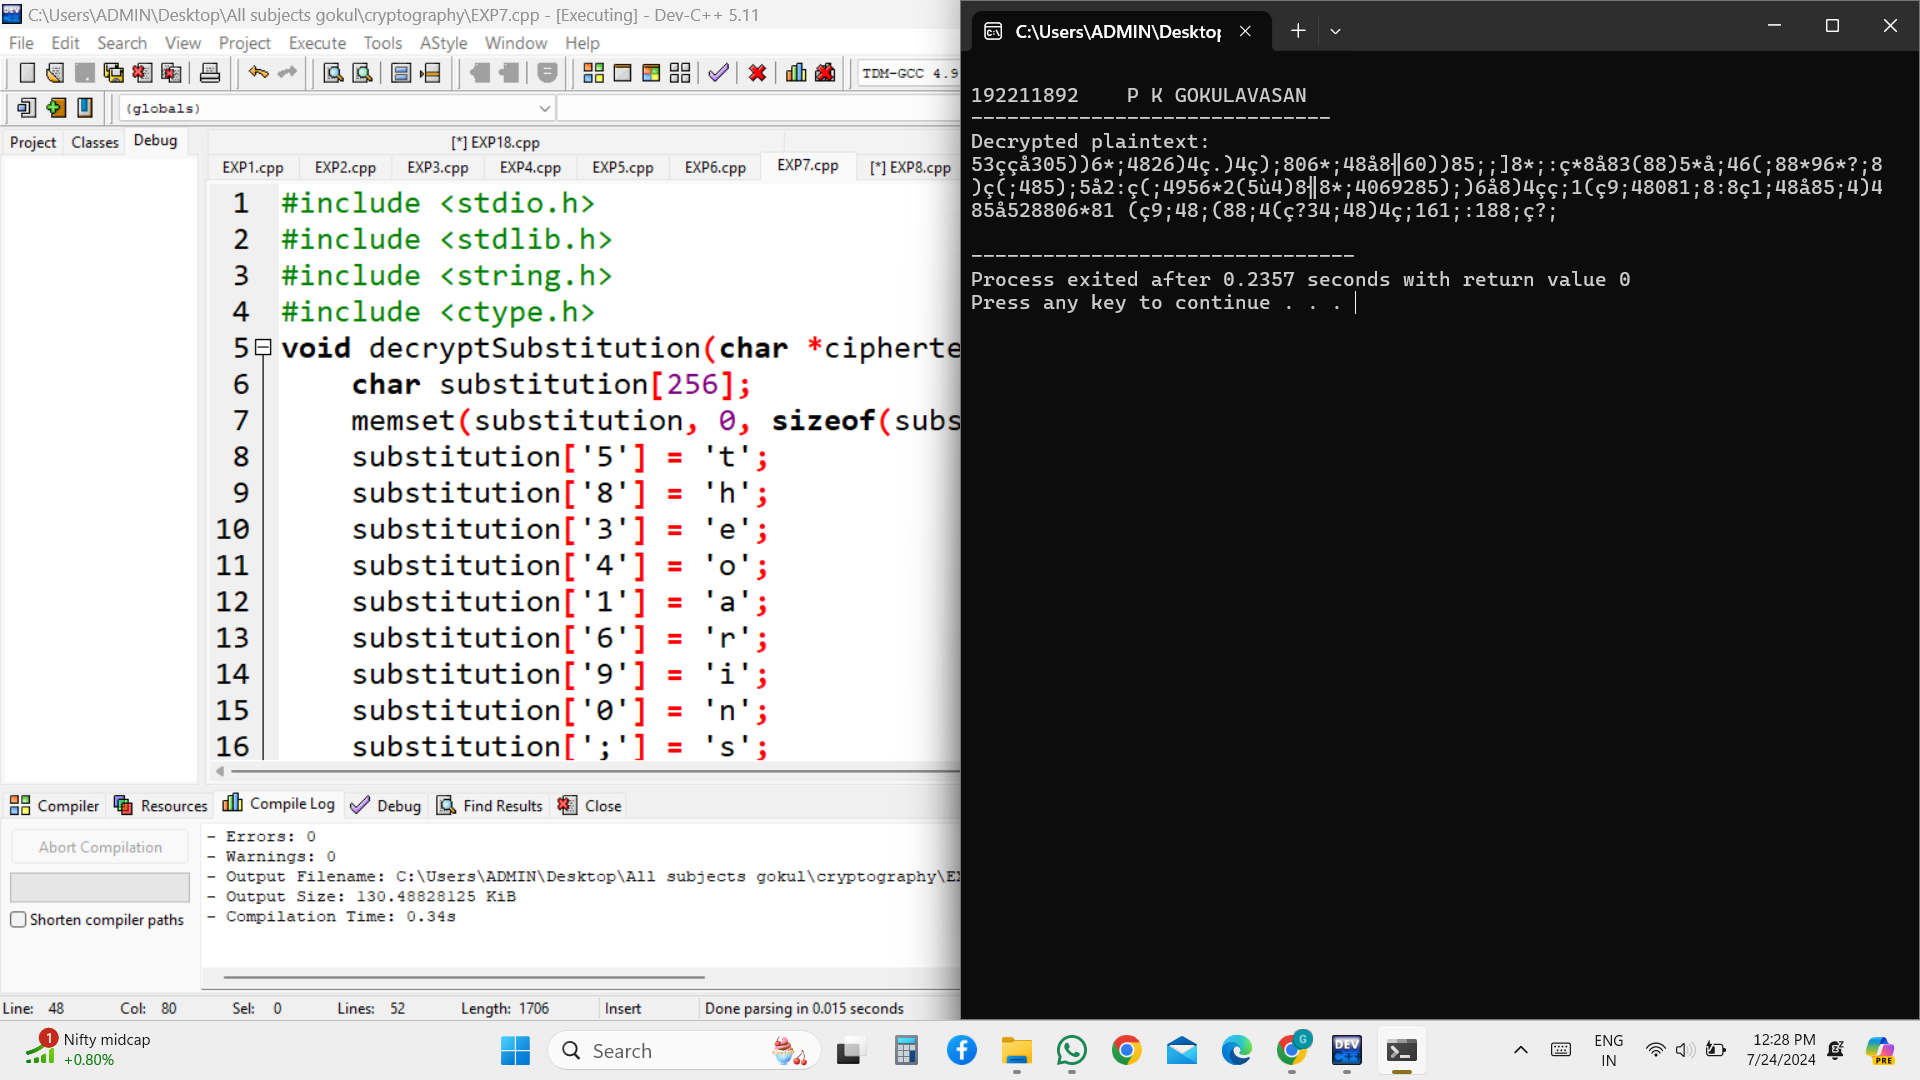 C:\Users\ADMIN\Desktop\All subjects gokul\cryptography\EXP7.cpp - [Executing] - Dev-C++ 5.11
File Edit Search View Project Execute Tools AStyle Window Help
TDM-GCC 4.9
(globals)
Project Classes Debug
[*] EXP18.cpp
EXP1.cpp EXP2.cpp EXP3.cpp EXP4.cpp EXP5.cpp EXP6.cpp EXP7.cpp [*] EXP8.cpp
1 #include <stdio.h>
2 #include <stdlib.h>
3 #include <string.h>
4 #include <ctype.h>
5 void decryptSubstitution(char *cipherte
6 char substitution[256];
7 memset(substitution, 0, sizeof(subs
8 substitution['5'] = 't';
9 substitution['8'] = 'h';
10 substitution['3'] = 'e';
11 substitution['4'] = 'o';
12 substitution['1'] = 'a';
13 substitution['6'] = 'r';
14 substitution['9'] = 'i';
15 substitution['0'] = 'n';
16 substitution[';'] = 's';
Compiler Resources Compile Log Debug Find Results Close
Abort Compilation
Shorten compiler paths
- Errors: 0
- Warnings: 0
- Output Filename: C:\Users\ADMIN\Desktop\All subjects gokul\cryptography\EX
- Output Size: 130.48828125 KiB
- Compilation Time: 0.34s
Line: 48 Col: 80 Sel: 0 Lines: 52 Length: 1706 Insert Done parsing in 0.015 seconds
C:\Users\ADMIN\Desktop
192211892 P K GOKULAVASAN
------------------------------
Decrypted plaintext:
53ççå305))6*;4826)4ç.)4ç);806*;48å8╢60))85;;]8*;:ç*8å83(88)5*å;46(;88*96*?;8
)ç(;485);5å2:ç(;4956*2(5ù4)8╢8*;4069285);)6å8)4çç;1(ç9;48081;8:8ç1;48å85;4)4
85å528806*81 (ç9;48;(88;4(ç?34;48)4ç;161;:188;ç?;
--------------------------------
Process exited after 0.2357 seconds with return value 0
Press any key to continue . . .
1 Nifty midcap
+0.80%
Search
DEV
C++
G
ENG
IN
12:28 PM
7/24/2024
PRE